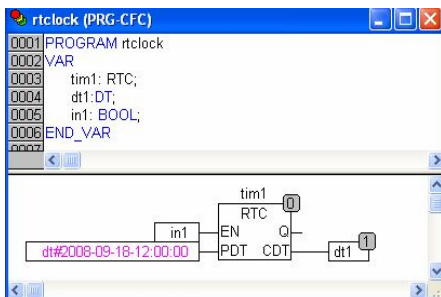 rtclock (PRG-CFC)
0001 PROGRAM rtclock
0002 VAR
0003 tim1: RTC;
0004 dt1:DT;
0005 in1: BOOL;
0006 END_VAR
0007
tim1
RTC 0
in1 EN Q
dt#2008-09-18-12:00:00 PDT CDT dt1 1